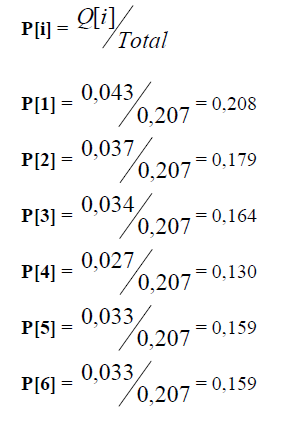 P[i] = Q[i]/Total
P[1] = 0,043/0,207 = 0,208
P[2] = 0,037/0,207 = 0,179
P[3] = 0,034/0,207 = 0,164
P[4] = 0,027/0,207 = 0,130
P[5] = 0,033/0,207 = 0,159
P[6] = 0,033/0,207 = 0,159